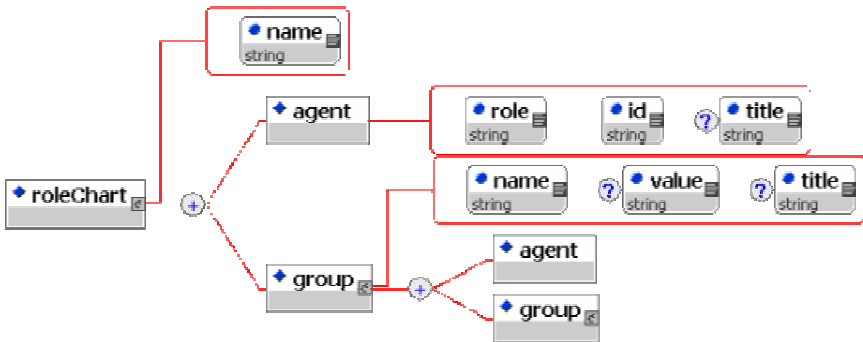 name
string
agent
role
string
id
string
? title
string
roleChart
+
name
string
? value
string
? title
string
group
+
agent
group